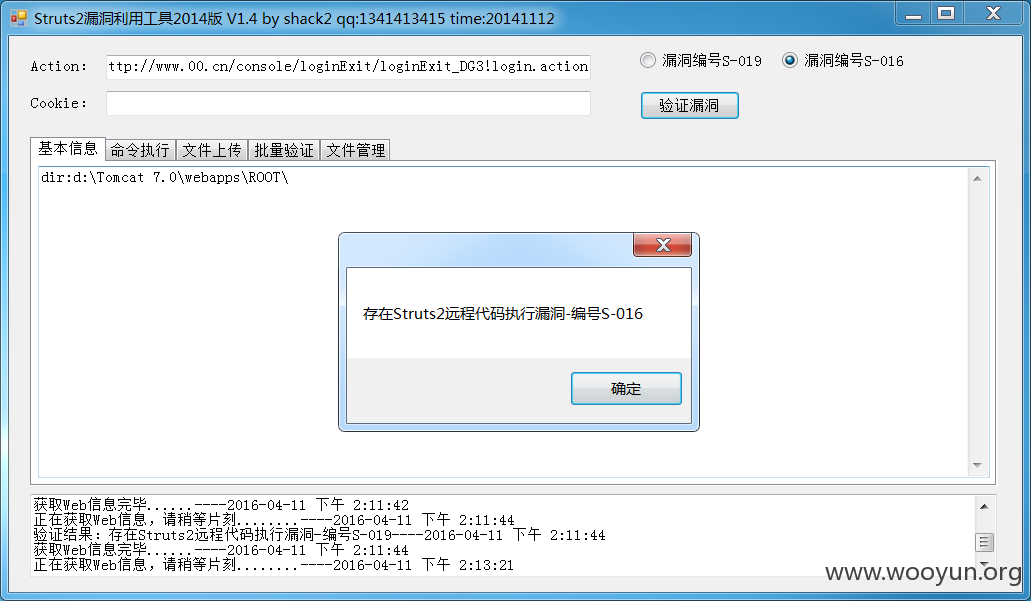 Struts2漏洞利用工具2014版 V1.4 by shack2 qq:1341413415 time:20141112
Action: ttp://www.00.cn/console/loginExit/loginExit_DG3!login.action 漏洞编号S-019 漏洞编号S-016
Cookie: 验证漏洞
基本信息 命令执行 文件上传 批量验证 文件管理
dir:d:\Tomcat 7.0\webapps\ROOT\
存在Struts2远程代码执行漏洞-编号S-016
确定
获取Web信息完毕......----2016-04-11 下午 2:11:42
正在获取Web信息，请稍等片刻........----2016-04-11 下午 2:11:44
验证结果：存在Struts2远程代码执行漏洞-编号S-019----2016-04-11 下午 2:11:44
获取Web信息完毕......----2016-04-11 下午 2:11:44
正在获取Web信息，请稍等片刻........----2016-04-11 下午 2:13:21
www.wooyun.org